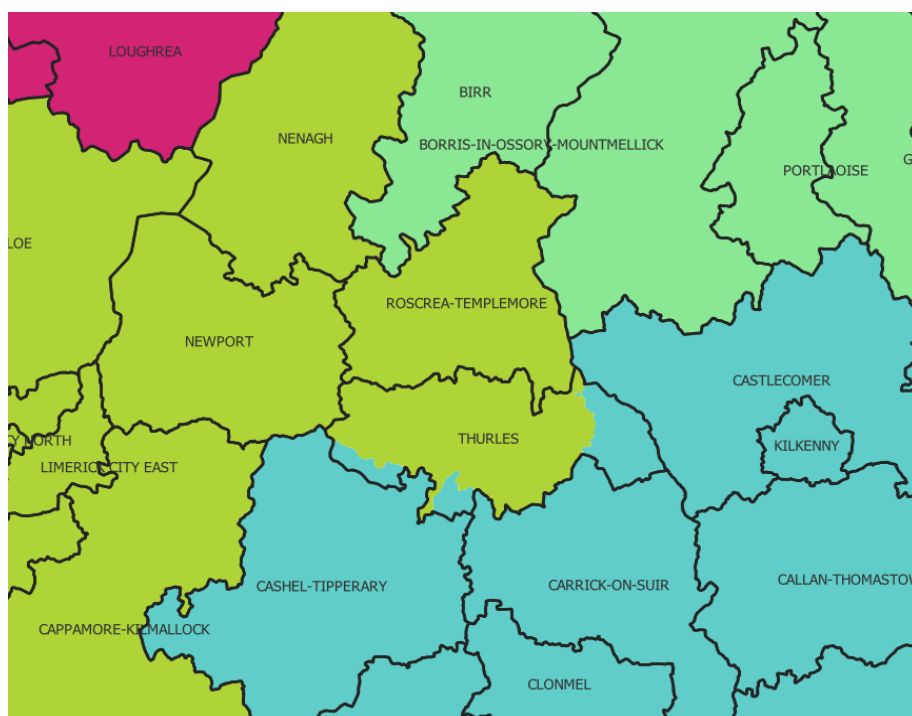 LOUGHREA
BIRR
NENAGH
BORRIS-IN-OSSORY-MOUNTMELLICK
G
PORTLAOISE
LOE
ROSCREA-TEMPLEMORE
NEWPORT
CASTLECOMER
TY NORTH
THURLES
KILKENNY
LIMERICK CITY EAST
CASHEL-TIPPERARY
CARRICK-ON-SUIR
CALLAN-THOMASTOW
CAPPAMORE-KILMALLOCK
CLONMEL